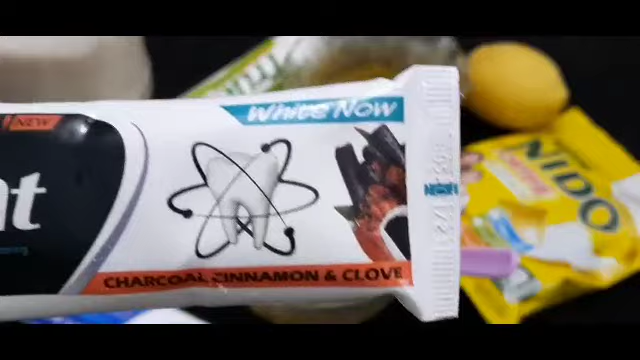 NEW
White Now
nt
CHARCOAL CINNAMON & CLOVE
NIDO